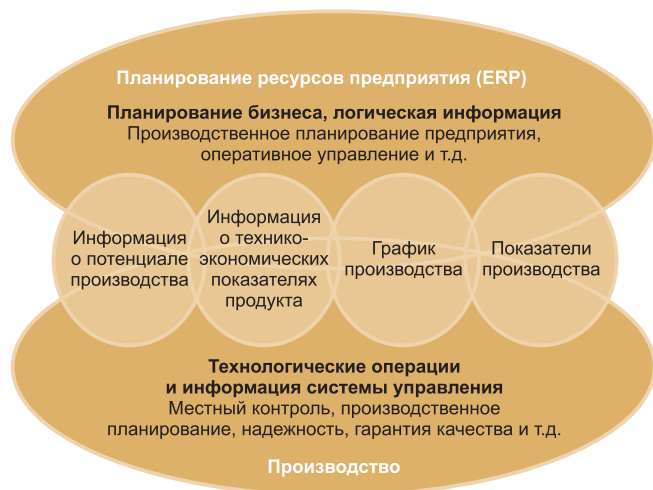 Планирование ресурсов предприятия (ERP)
Планирование бизнеса, логическая информация
Производственное планирование предприятия,
оперативное управление и т.д.
Информация
о потенциале
производства
Информация
о технико-
экономических
показателях
продукта
График
производства
Показатели
производства
Технологические операции
и информация системы управления
Местный контроль, производственное
планирование, надежность, гарантия качества и т.д.
Производство